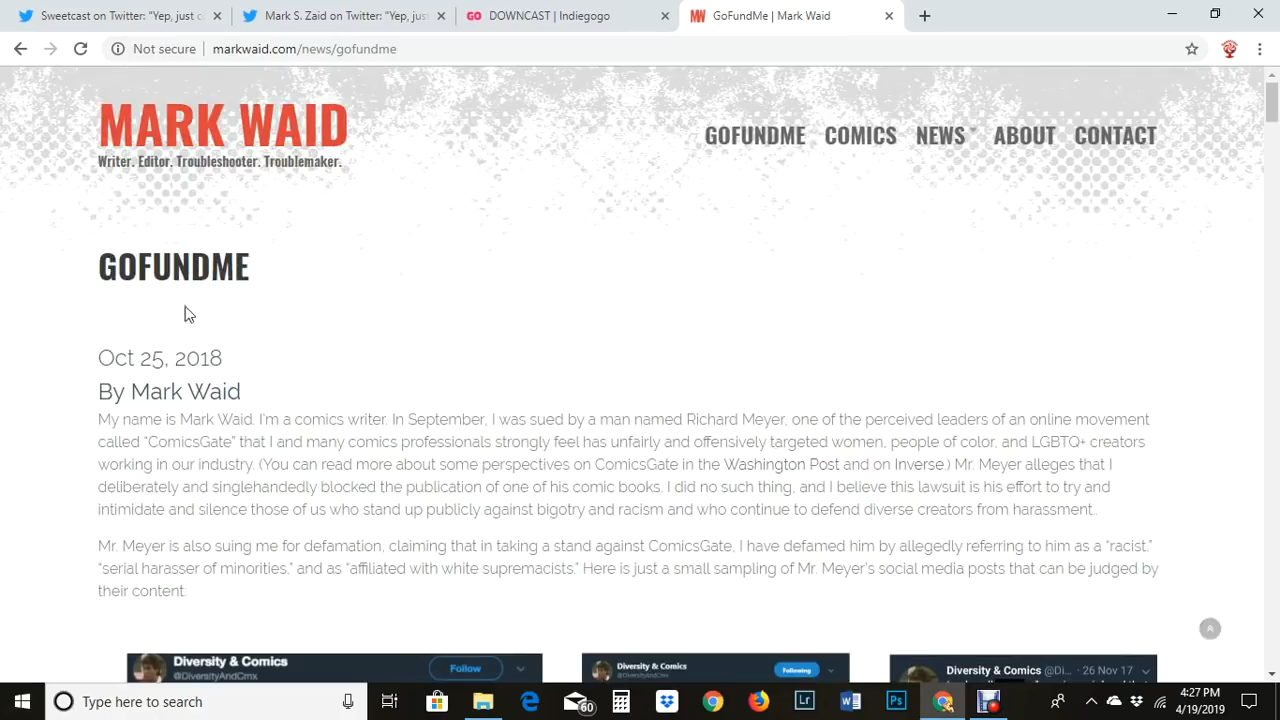 Sweetcast on Twitter: "Yep, just c
Mark S. Zaid on Twitter: "Yep, just
DOWNCAST | Indiegogo
GoFundMe | Mark Waid
Not secure
markwaid.com/news/gofundme
MARK WAID
Writer. Editor. Troubleshooter. Troublemaker.
GOFUNDME COMICS NEWS ABOUT CONTACT
GOFUNDME
Oct 25, 2018
By Mark Waid
My name is Mark Waid. I'm a comics writer. In September, I was sued by a man named Richard Meyer, one of the perceived leaders of an online movement
called “ComicsGate” that I and many comics professionals strongly feel has unfairly and offensively targeted women, people of color, and LGBTQ+ creators
working in our industry. (You can read more about some perspectives on ComicsGate in the Washington Post and on Inverse.) Mr. Meyer alleges that I
deliberately and singlehandedly blocked the publication of one of his comic books. I did no such thing, and I believe this lawsuit is his effort to try and
intimidate and silence those of us who stand up publicly against bigotry and racism and who continue to defend diverse creators from harassment..
Mr. Meyer is also suing me for defamation, claiming that in taking a stand against ComicsGate, I have defamed him by allegedly referring to him as a “racist,”
“serial harasser of minorities,” and as “affiliated with white supremacists.” Here is just a small sampling of Mr. Meyer's social media posts that can be judged by
their content:
Diversity & Comics
@DiversityAndCmx
Follow
Diversity & Comics
@DiversityAndCmx
Following
Diversity & Comics @Di... · 26 Nov 17
Type here to search
60
4:27 PM
4/19/2019